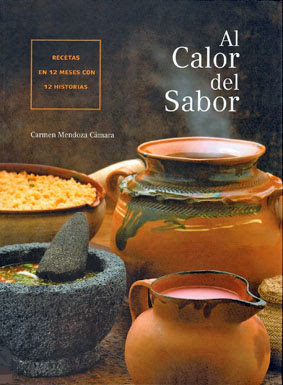 Al
Calor
del
Sabor
RECETAS
EN 12 MESES CON
12 HISTORIAS
Carmen Mendoza Cámara